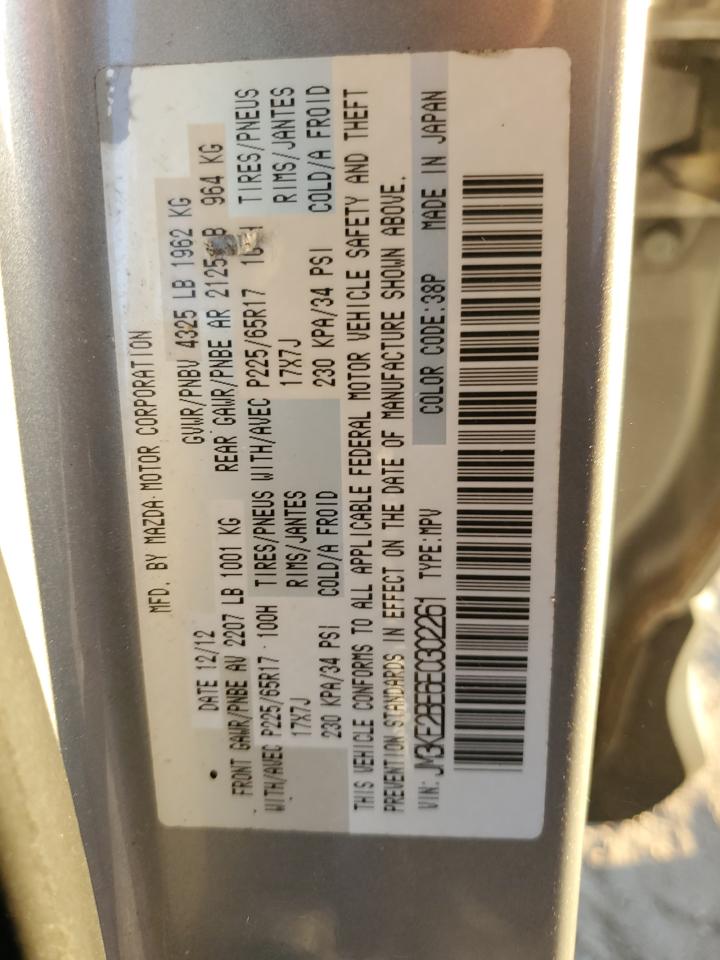 MFD. BY MAZDA MOTOR CORPORATION
DATE 12/12 GVWR/PNBV 4325 LB 1962 KG
FRONT GAWR/PNBE AV 2207 LB 1001 KG REAR GAWR/PNBE AR 964 KG
WITH/AVEC P225/65R17 100H TIRES/PNEUS WITH/AVEC P225/65R17 TIRES/PNEUS
17X7J RIMS/JANTES 17X7J RIMS/JANTES
230 KPA/34 PSI COLD/A FROID 230 KPA/34 PSI COLD/A FROID
THIS VEHICLE CONFORMS TO ALL APPLICABLE FEDERAL MOTOR VEHICLE SAFETY AND THEFT
PREVENTION STANDARDS IN EFFECT ON THE DATE OF MANUFACTURE SHOWN ABOVE.
VIN: JM3KE2BE6E0302261 TYPE:MPV COLOR CODE:38P MADE IN JAPAN